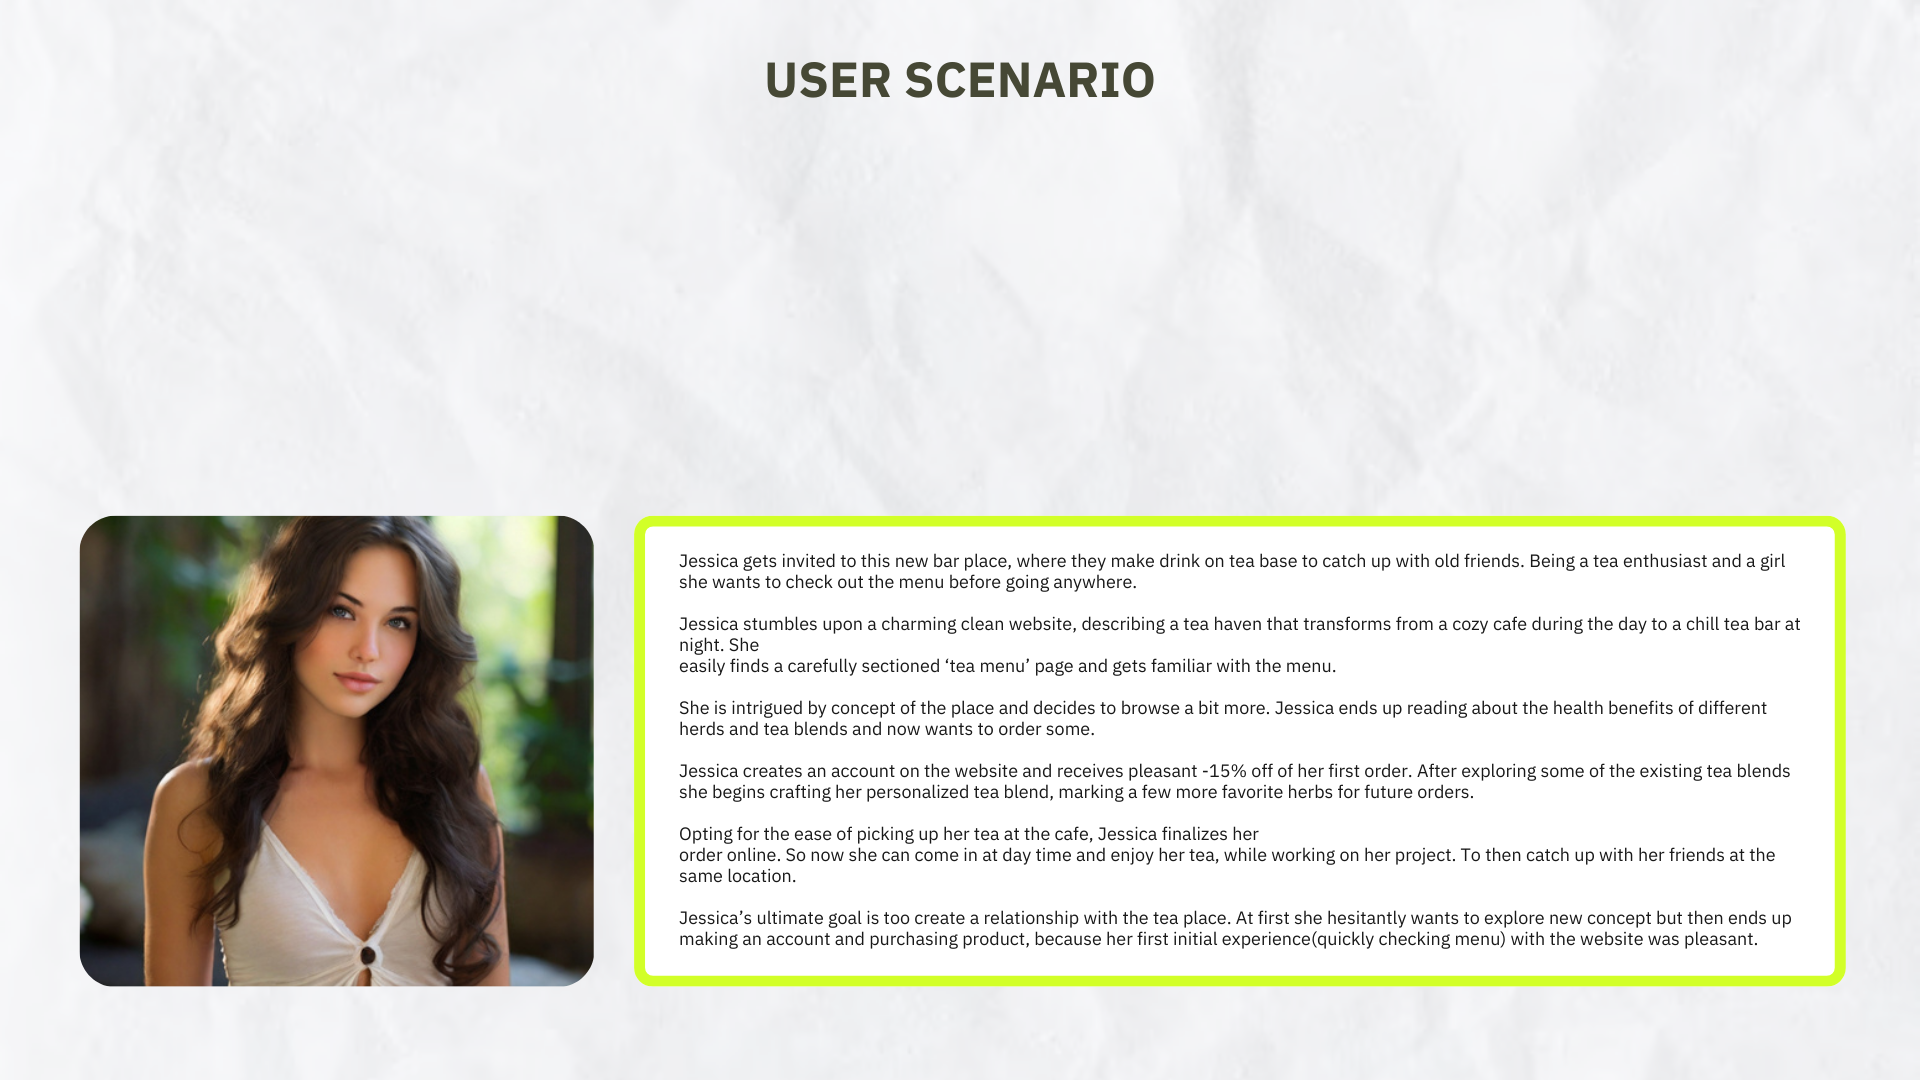 USER SCENARIO
Jessica gets invited to this new bar place, where they make drink on tea base to catch up with old friends. Being a tea enthusiast and a girl
she wants to check out the menu before going anywhere.
Jessica stumbles upon a charming clean website, describing a tea haven that transforms from a cozy cafe during the day to a chill tea bar at
night. She
easily finds a carefully sectioned ‘tea menu’ page and gets familiar with the menu.
She is intrigued by concept of the place and decides to browse a bit more. Jessica ends up reading about the health benefits of different
herds and tea blends and now wants to order some.
Jessica creates an account on the website and receives pleasant -15% off of her first order. After exploring some of the existing tea blends
she begins crafting her personalized tea blend, marking a few more favorite herbs for future orders.
Opting for the ease of picking up her tea at the cafe, Jessica finalizes her
order online. So now she can come in at day time and enjoy her tea, while working on her project. To then catch up with her friends at the
same location.
Jessica’s ultimate goal is too create a relationship with the tea place. At first she hesitantly wants to explore new concept but then ends up
making an account and purchasing product, because her first initial experience(quickly checking menu) with the website was pleasant.